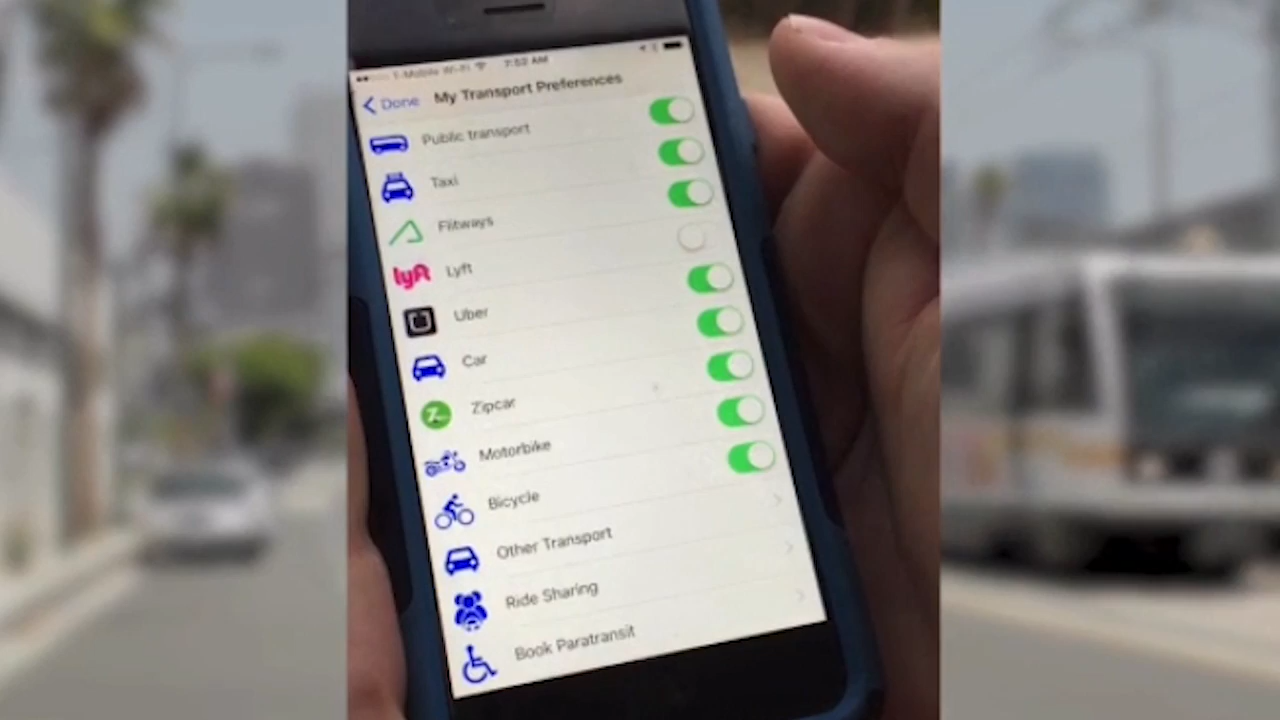 T-Mobile Wi-Fi 7:52 AM
Done My Transport Preferences
Public transport
Taxi
Flitways
lyft Lyft
Uber
Car
Z Zipcar
Motorbike
Bicycle
Other Transport
Ride Sharing
Book Paratransit